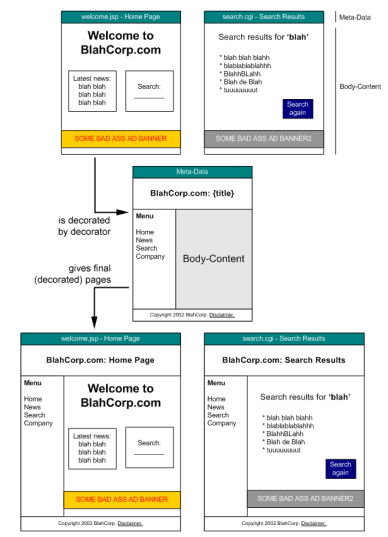 welcome.jsp - Home Page
Welcome to
BlahCorp.com
Latest news:
blah blah
blah blah
blah blah
Search:
SOME BAD ASS AD BANNER
search.cgi - Search Results
Search results for 'blah'
* blah blah blahh
* blablablablahhh
* BlahhBLahh
* Blah de Blah
* tuuuuuuuut
Search
again
SOME BAD ASS AD BANNER2
Meta-Data
Body-Content
is decorated
by decorator
gives final
(decorated) pages
Meta-Data
BlahCorp.com: {title}
Menu
Home
News
Search
Company
Body-Content
Copyright 2002 BlahCorp. Disclaimer.
welcome.jsp - Home Page
BlahCorp.com: Home Page
Menu
Home
News
Search
Company
Welcome to
BlahCorp.com
Latest news:
blah blah
blah blah
blah blah
Search:
SOME BAD ASS AD BANNER
Copyright 2002 BlahCorp. Disclaimer.
search.cgi - Search Results
BlahCorp.com: Search Results
Menu
Home
News
Search
Company
Search results for 'blah'
* blah blah blahh
* blablablablahhh
* BlahhBLahh
* Blah de Blah
* tuuuuuuuut
Search
again
SOME BAD ASS AD BANNER2
Copyright 2002 BlahCorp. Disclaimer.